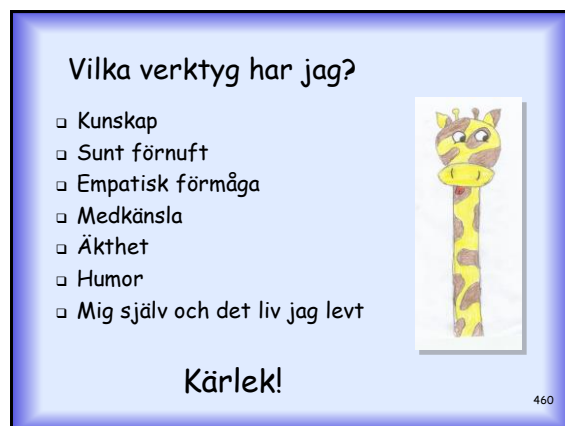 Vilka verktyg har jag?
Kunskap
Sunt förnuft
Empatisk förmåga
Medkänsla
Äkthet
Humor
Mig själv och det liv jag levt
Kärlek!
460